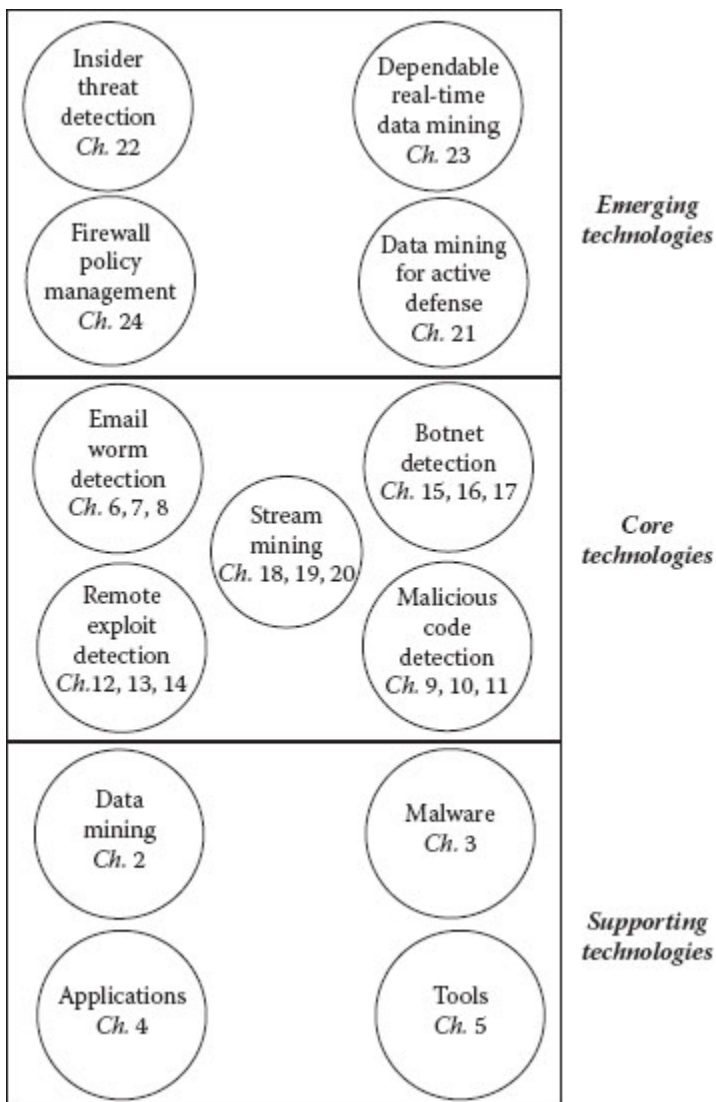 Insider
threat
detection
Ch. 22
Dependable
real-time
data mining
Ch. 23
Firewall
policy
management
Ch. 24
Data mining
for active
defense
Ch. 21
Emerging
technologies
Email
worm
detection
Ch. 6, 7, 8
Botnet
detection
Ch. 15, 16, 17
Stream
mining
Ch. 18, 19, 20
Remote
exploit
detection
Ch.12, 13, 14
Malicious
code
detection
Ch. 9, 10, 11
Core
technologies
Data
mining
Ch. 2
Malware
Ch. 3
Applications
Ch. 4
Tools
Ch. 5
Supporting
technologies